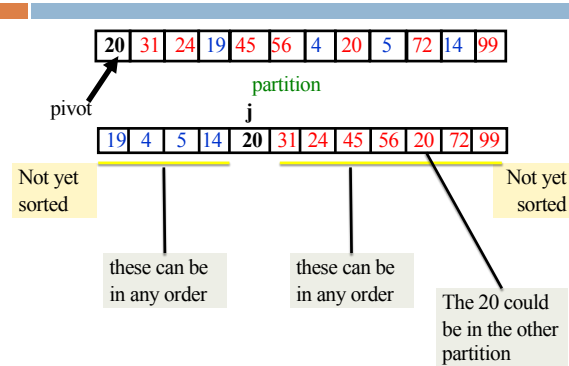 20 31 24 19 45 56 4 20 5 72 14 99
partition
pivot
j
19 4 5 14 20 31 24 45 56 20 72 99
Not yet
sorted
Not yet
sorted
these can be
in any order
these can be
in any order
The 20 could
be in the other
partition